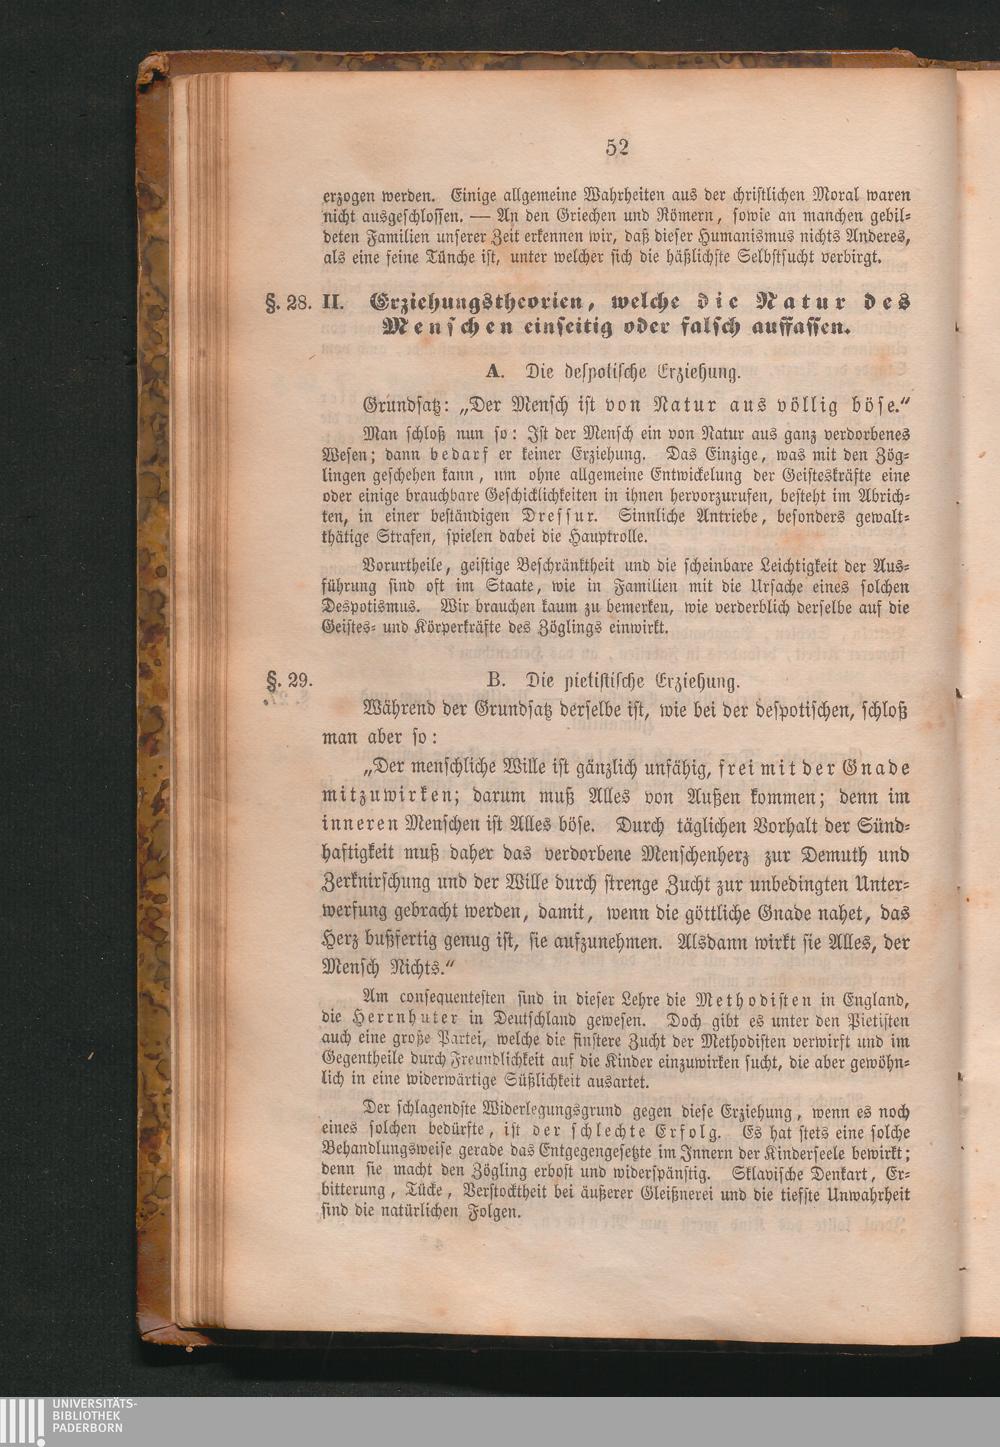 52
erzogen werden. Einige allgemeine Wahrheiten aus der christlichen Moral waren
nicht ausgeschlossen. — An den Griechen und Römern, sowie an manchen gebil-
deten Familien unserer Zeit erkennen wir, daß dieser Humanismus nichts Anderes,
als eine feine Tünche ist, unter welcher sich die häßlichste Selbstsucht verbirgt.
§. 28. II. Erziehungstheorien, welche die Natur des
Menschen einseitig oder falsch auffassen.
A. Die despotische Erziehung.
Grundsatz: „Der Mensch ist von Natur aus völlig böse.“
Man schloß nun so: Ist der Mensch ein von Natur aus ganz verdorbenes
Wesen; dann bedarf er keiner Erziehung. Das Einzige, was mit den Zög-
lingen geschehen kann, um ohne allgemeine Entwickelung der Geisteskräfte eine
oder einige brauchbare Geschicklichkeiten in ihnen hervorzurufen, besteht im Abrich-
ten, in einer beständigen Dressur. Sinnliche Antriebe, besonders gewalt-
thätige Strafen, spielen dabei die Hauptrolle.
Vorurtheile, geistige Beschränktheit und die scheinbare Leichtigkeit der Aus-
führung sind oft im Staate, wie in Familien mit die Ursache eines solchen
Despotismus. Wir brauchen kaum zu bemerken, wie verderblich derselbe auf die
Geistes- und Körperkräfte des Zöglings einwirkt.
§. 29. B. Die pietistische Erziehung.
Während der Grundsatz derselbe ist, wie bei der despotischen, schloß
man aber so:
„Der menschliche Wille ist gänzlich unfähig, frei mit der Gnade
mitzuwirken; darum muß Alles von Außen kommen; denn im
inneren Menschen ist Alles böse. Durch täglichen Vorhalt der Sünd-
haftigkeit muß daher das verdorbene Menschenherz zur Demuth und
Zerknirschung und der Wille durch strenge Zucht zur unbedingten Unter-
werfung gebracht werden, damit, wenn die göttliche Gnade nahet, das
Herz bußfertig genug ist, sie aufzunehmen. Alsdann wirkt sie Alles, der
Mensch Nichts.“
Am consequentesten sind in dieser Lehre die Methodisten in England,
die Herrnhuter in Deutschland gewesen. Doch gibt es unter den Pietisten
auch eine große Partei, welche die finstere Zucht der Methodisten verwirft und im
Gegentheile durch Freundlichkeit auf die Kinder einzuwirken sucht, die aber gewöhn-
lich in eine widerwärtige Süßlichkeit ausartet.
Der schlagendste Widerlegungsgrund gegen diese Erziehung, wenn es noch
eines solchen bedürfte, ist der schlechte Erfolg. Es hat stets eine solche
Behandlungsweise gerade das Entgegengesetzte im Innern der Kinderseele bewirkt;
denn sie macht den Zögling erbost und widerspänstig. Sklavische Denkart, Er-
bitterung, Tücke, Verstocktheit bei äußerer Gleißnerei und die tiefste Unwahrheit
sind die natürlichen Folgen.
UNIVERSITÄTS-
BIBLIOTHEK
PADERBORN